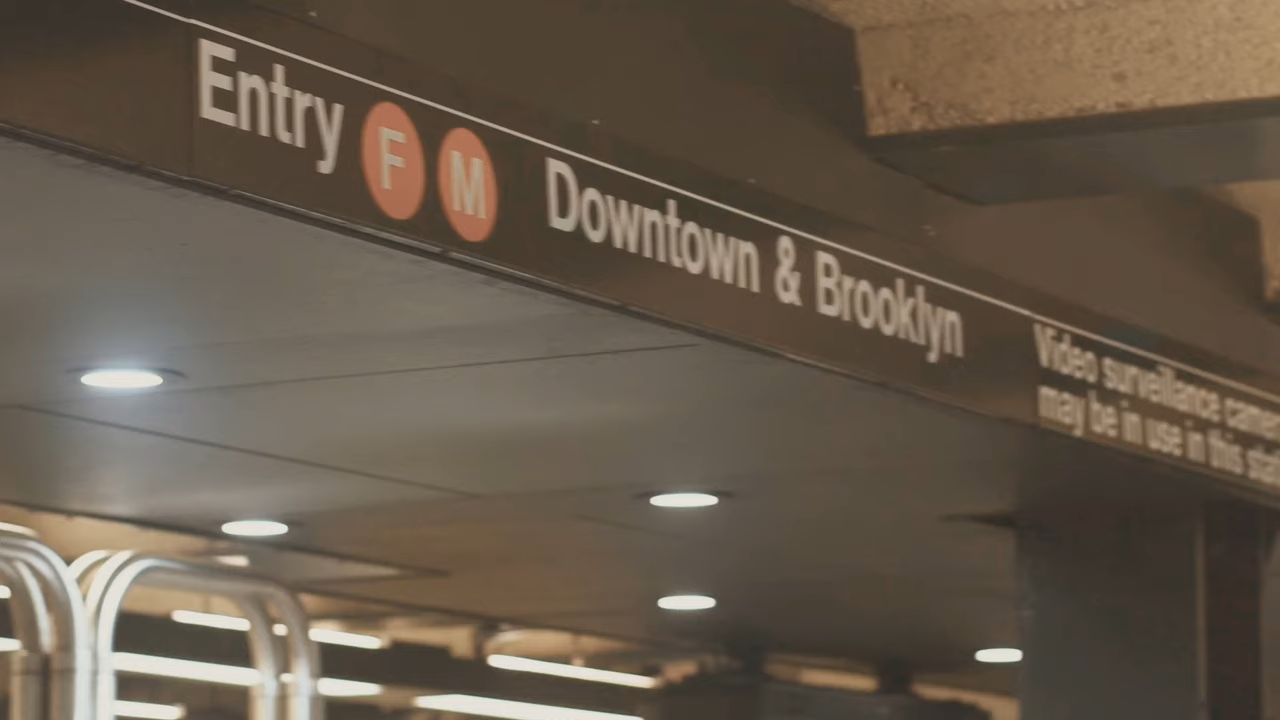 Entry F M Downtown & Brooklyn
Video surveillance
may be in use in this